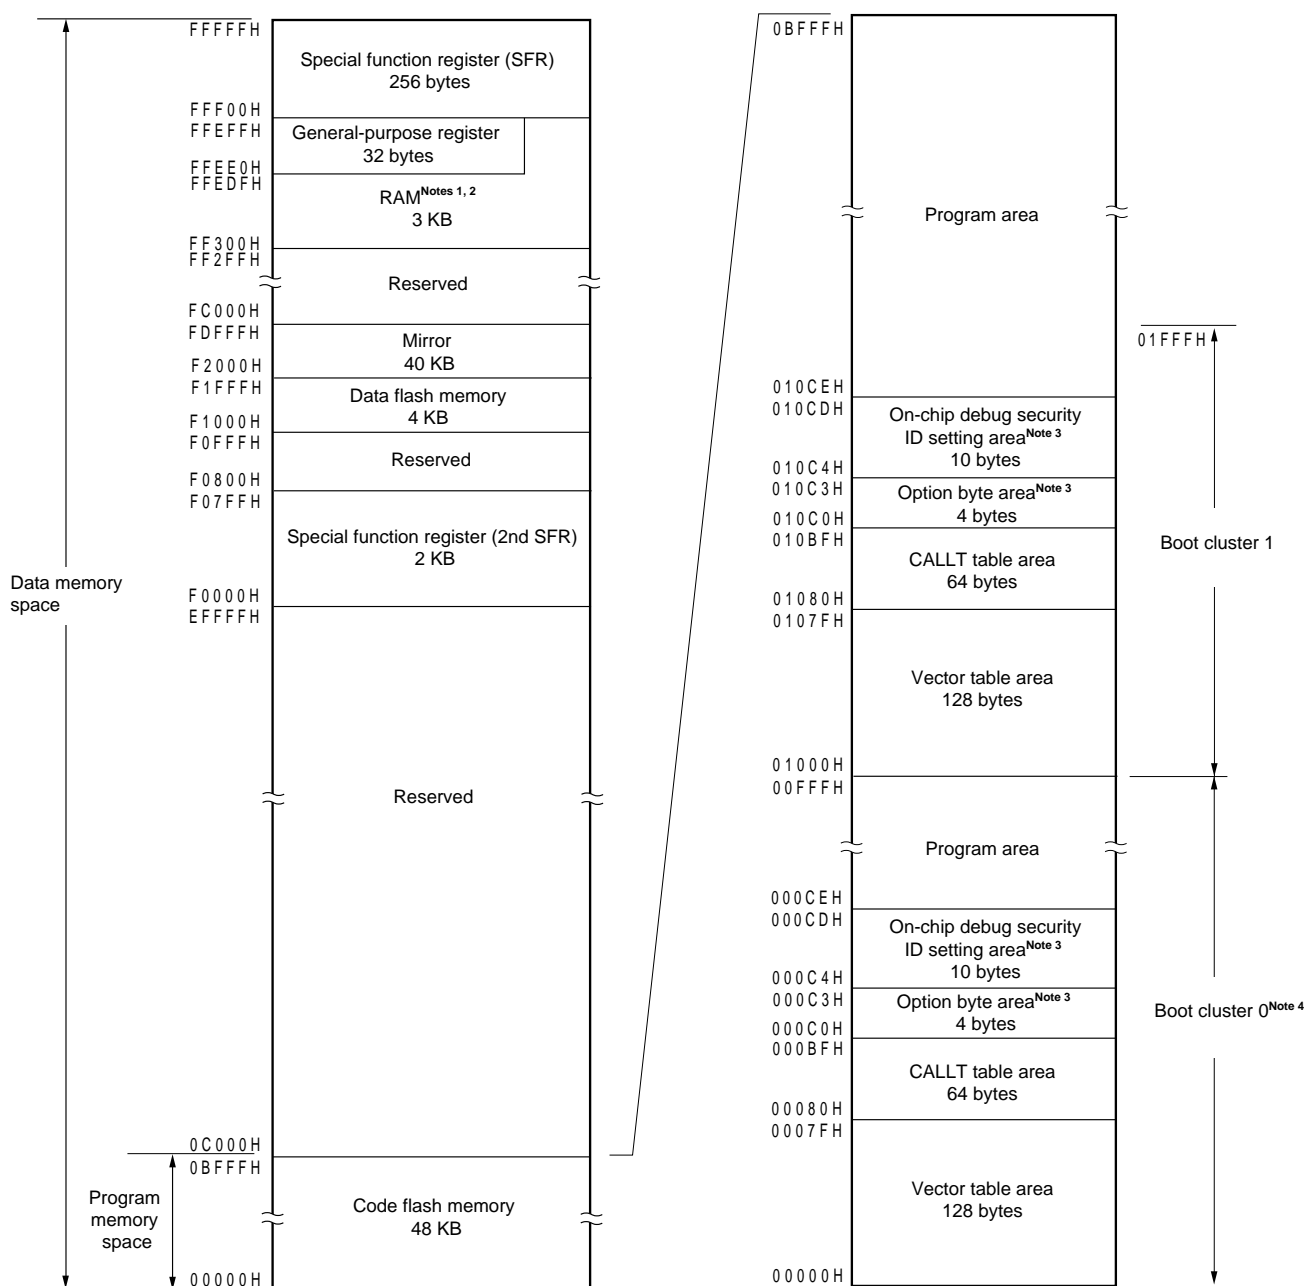 FFFFFH
Special function register (SFR)
256 bytes
FFF00H
FFEFFH
General-purpose register
32 bytes
FFEE0H
FFEDFH
RAMNotes 1, 2
3 KB
FF300H
FF2FFH
Reserved
FC000H
FDFFFH
Mirror
40 KB
F2000H
F1FFFH
Data flash memory
4 KB
F1000H
F0FFFH
Reserved
F0800H
F07FFH
Special function register (2nd SFR)
2 KB
Data memory
space
F0000H
EFFFFH
Reserved
0C000H
0BFFFH
Program
memory
space
Code flash memory
48 KB
00000H
0BFFFH
Program area
01FFFH
010CEH
010CDH
On-chip debug security
ID setting areaNote 3
10 bytes
010C4H
010C3H
Option byte areaNote 3
4 bytes
010C0H
010BFH
CALLT table area
64 bytes
Boot cluster 1
01080H
0107FH
Vector table area
128 bytes
01000H
00FFFH
Program area
000CEH
000CDH
On-chip debug security
ID setting areaNote 3
10 bytes
000C4H
000C3H
Option byte areaNote 3
4 bytes
Boot cluster 0Note 4
000C0H
000BFH
CALLT table area
64 bytes
00080H
0007FH
Vector table area
128 bytes
00000H